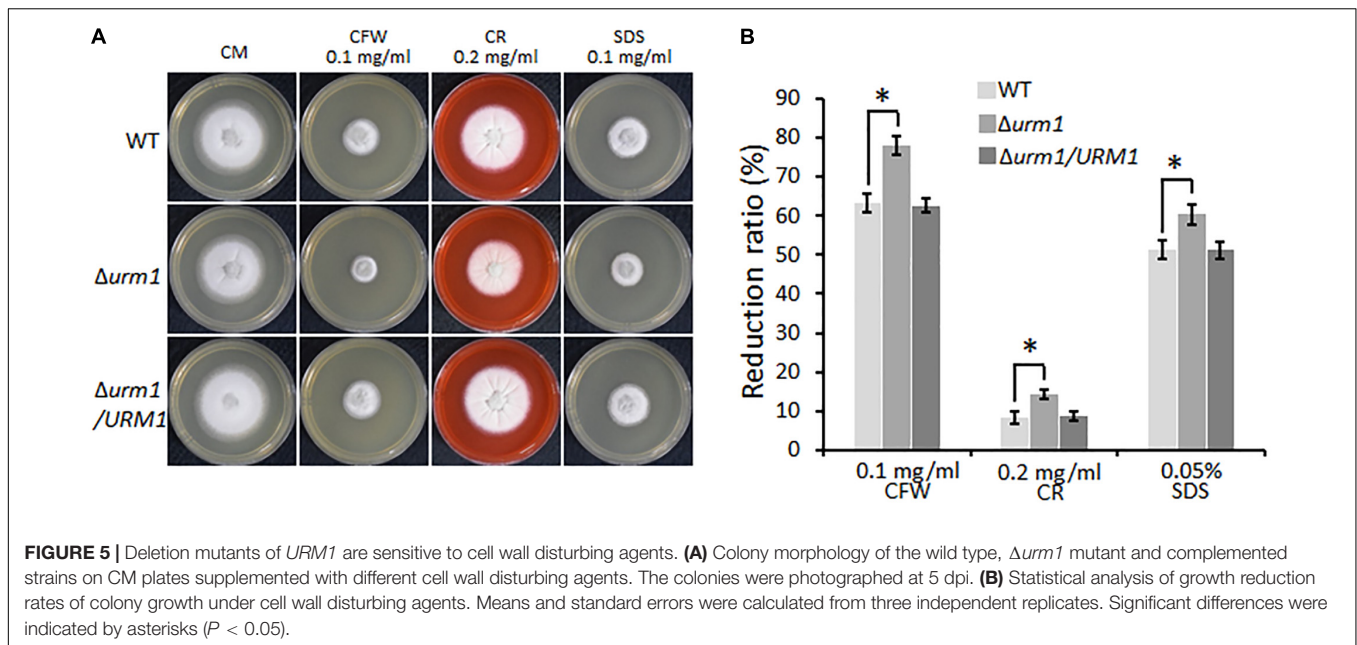 A
CM
CFW
0.1 mg/ml
CR
0.2 mg/ml
SDS
0.1 mg/ml
WT
Δurm1
Δurm1
/URM1
B
WT
Δurm1
Δurm1/URM1
Reduction ratio (%)
90
80
70
60
50
40
30
20
10
0
*
*
*
0.1 mg/ml
CFW
0.2 mg/ml
CR
0.05%
SDS
FIGURE 5 | Deletion mutants of URM1 are sensitive to cell wall disturbing agents. (A) Colony morphology of the wild type, Δurm1 mutant and complemented
strains on CM plates supplemented with different cell wall disturbing agents. The colonies were photographed at 5 dpi. (B) Statistical analysis of growth reduction
rates of colony growth under cell wall disturbing agents. Means and standard errors were calculated from three independent replicates. Significant differences were
indicated by asterisks (P < 0.05).